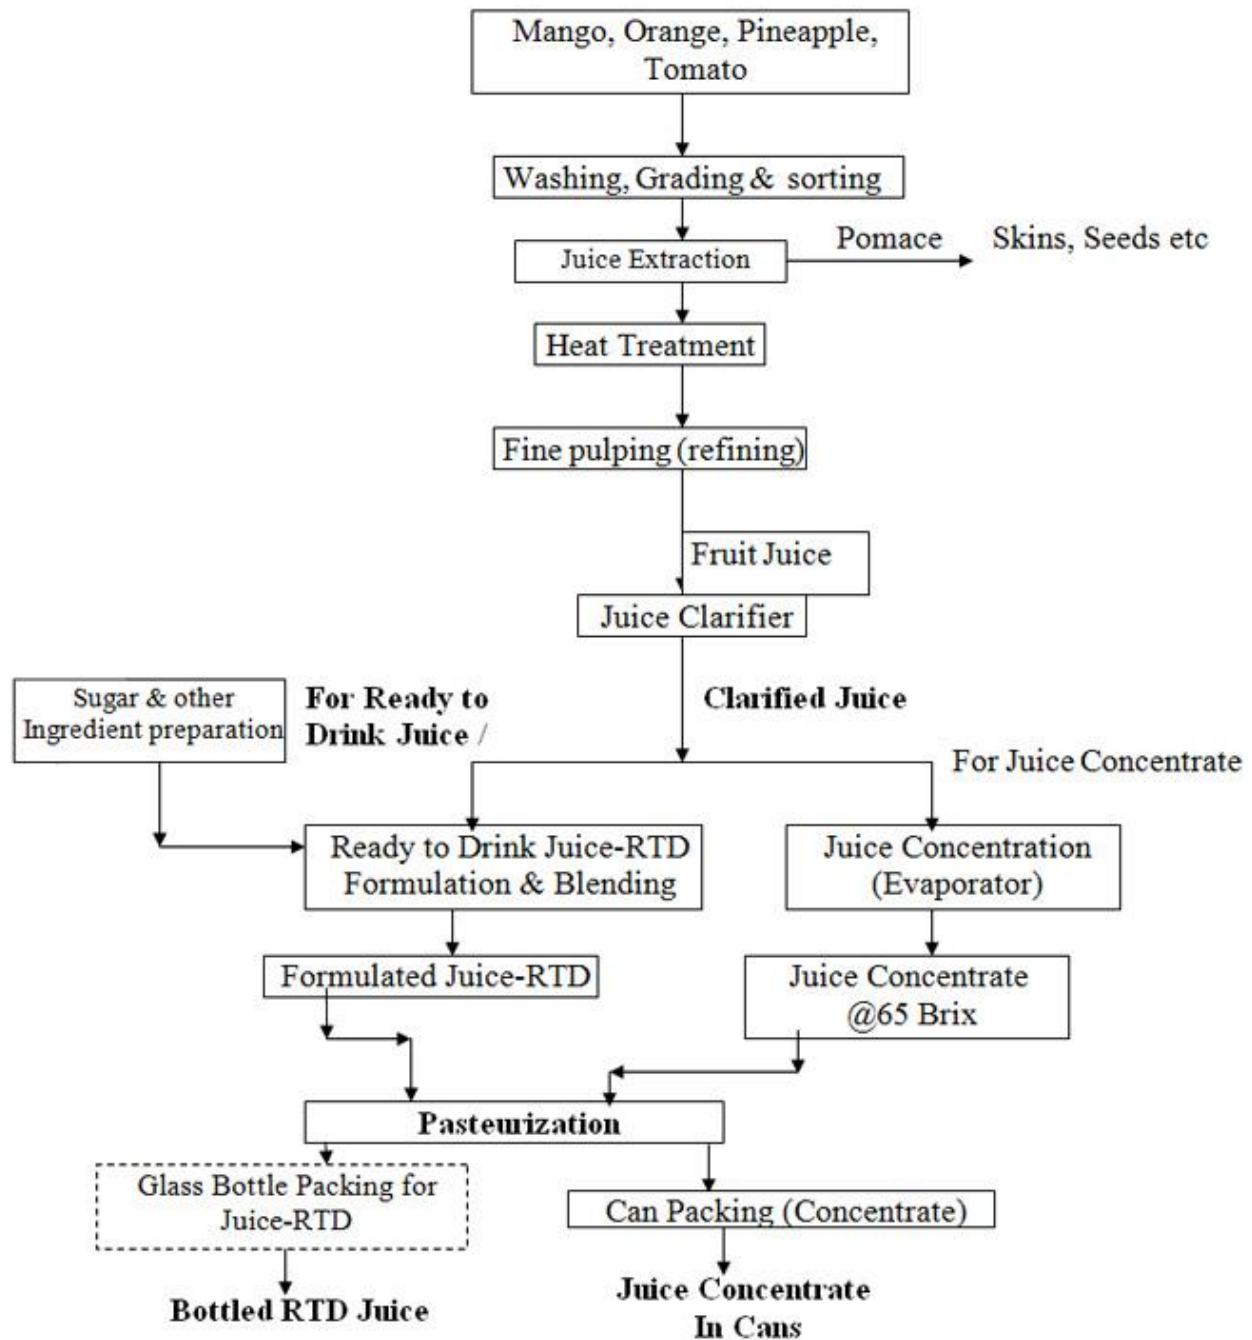 Mango, Orange, Pineapple,
Tomato
Washing, Grading & sorting
Juice Extraction
Pomace
Skins, Seeds etc
Heat Treatment
Fine pulping (refining)
Fruit Juice
Juice Clarifier
Sugar & other
Ingredient preparation
For Ready to
Drink Juice /
Clarified Juice
For Juice Concentrate
Ready to Drink Juice-RTD
Formulation & Blending
Juice Concentration
(Evaporator)
Formulated Juice-RTD
Juice Concentrate
@65 Brix
Pasteurization
Glass Bottle Packing for
Juice-RTD
Can Packing (Concentrate)
Bottled RTD Juice
Juice Concentrate
In Cans